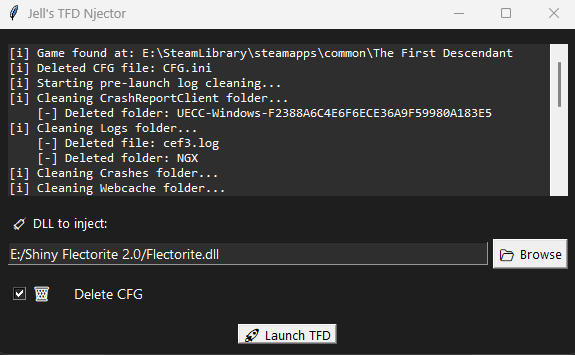 Jell's TFD Njector
[i] Game found at: E:\SteamLibrary\steamapps\common\The First Descendant
[i] Deleted CFG file: CFG.ini
[i] Starting pre-launch log cleaning...
[i] Cleaning CrashReportClient folder...
[-] Deleted folder: UECC-Windows-F2388A6C4E6F6ECE36A9F59980A183E5
[i] Cleaning Logs folder...
[-] Deleted file: cef3.log
[-] Deleted folder: NGX
[i] Cleaning Crashes folder...
[i] Cleaning Webcache folder...
DLL to inject:
E:/Shiny Flectorite 2.0/Flectorite.dll
Browse
Delete CFG
Launch TFD